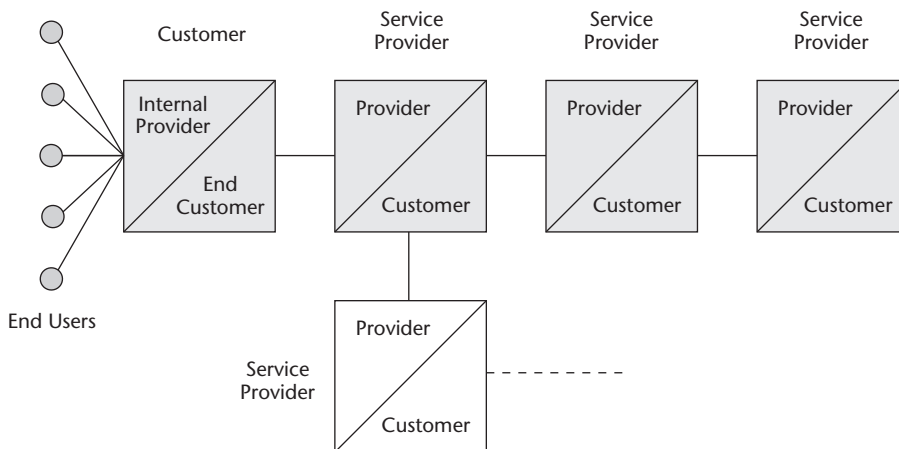 Customer
Service
Provider
Service
Provider
Service
Provider
Internal
Provider
End
Customer
Provider
Customer
Provider
Customer
Provider
Customer
End Users
Service
Provider
Provider
Customer